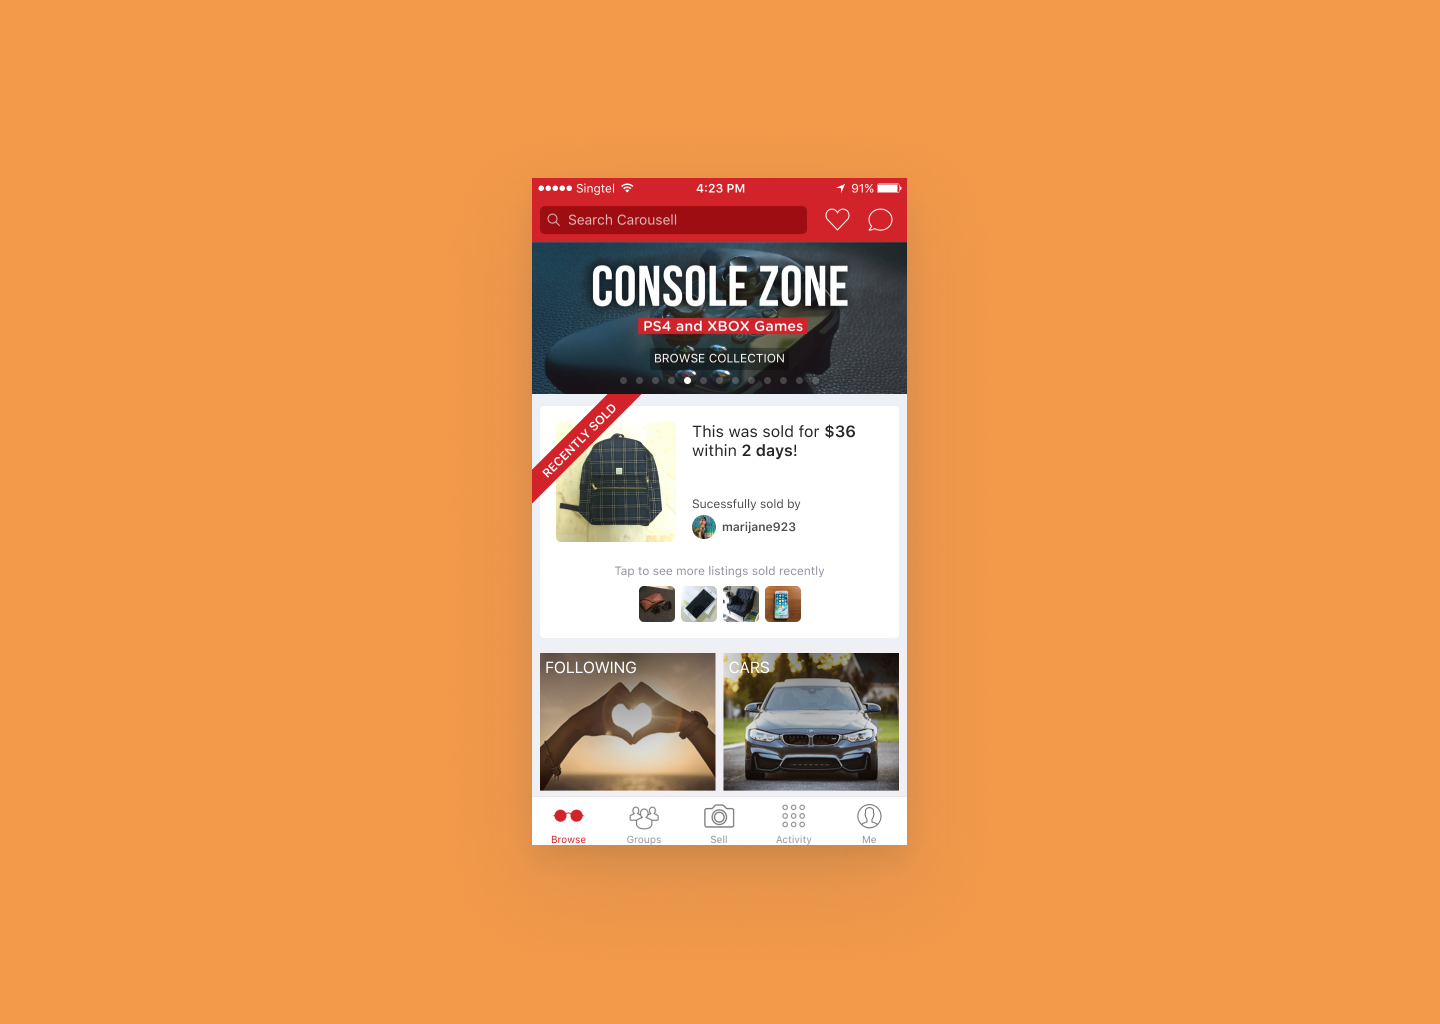 Singtel
4:23 PM
91%
Search Carousell
CONSOLE ZONE
PS4 and XBOX Games
BROWSE COLLECTION
RECENTLY SOLD
This was sold for $36
within 2 days!
Sucessfully sold by
marijane923
Tap to see more listings sold recently
FOLLOWING
CARS
Browse
Groups
Sell
Activity
Me